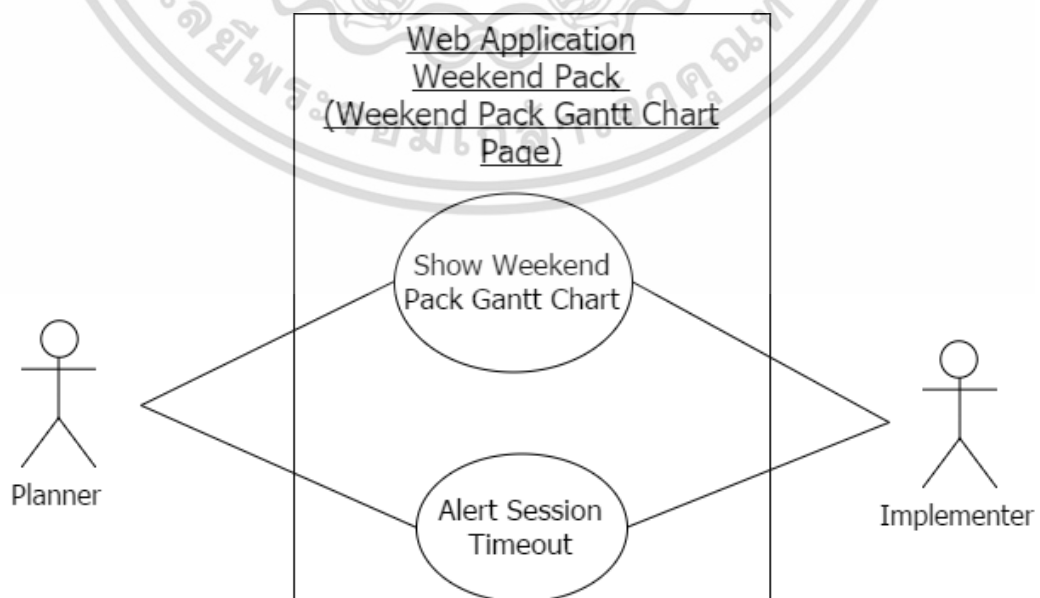 Web Application
Weekend Pack
(Weekend Pack Gantt Chart
Page)
Show Weekend
Pack Gantt Chart
Planner
Alert Session
Timeout
Implementer